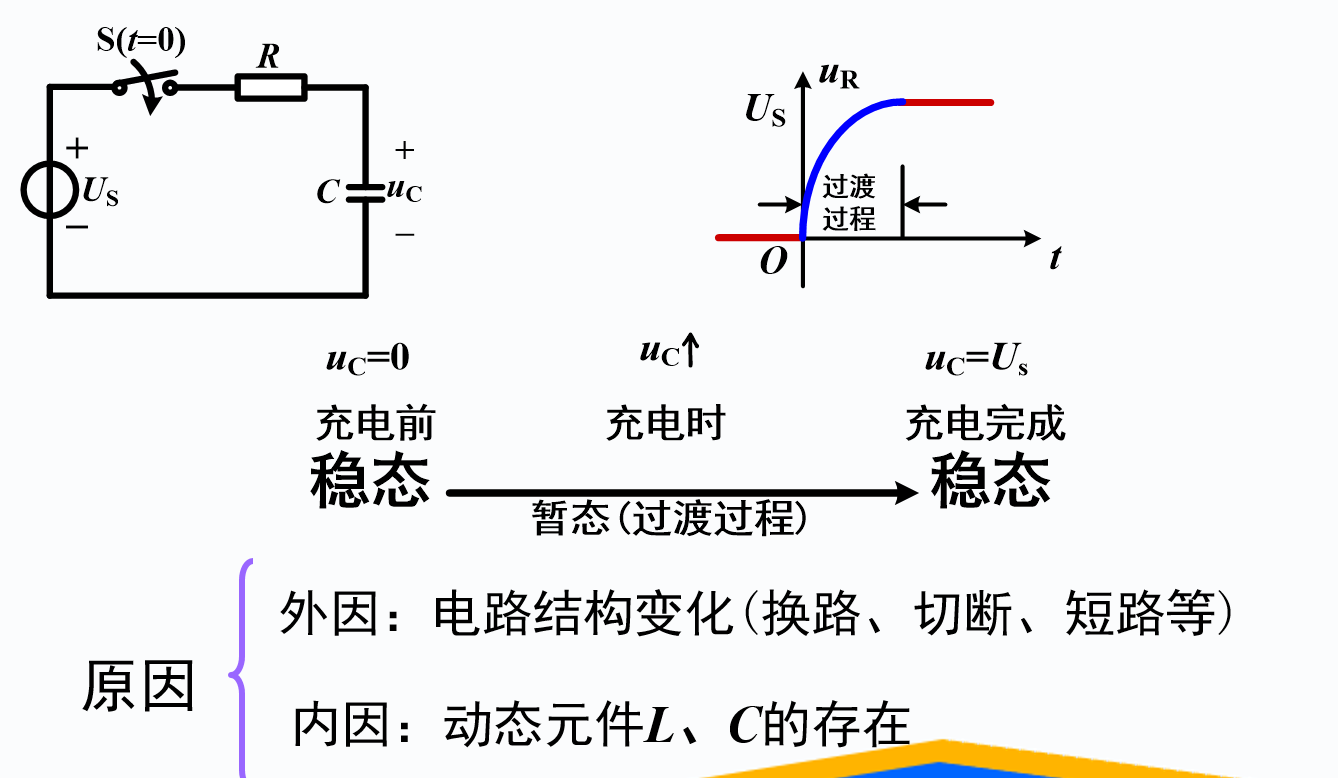 S(t=0)
R
+
U_S
−
C
+
u_C
−
u_R
U_S
过渡
过程
O
t
u_C=0
u_C↑
u_C=U_s
充电前
充电时
充电完成
稳态
稳态
暂态(过渡过程)
外因：电路结构变化(换路、切断、短路等)
原因
内因：动态元件L、C的存在